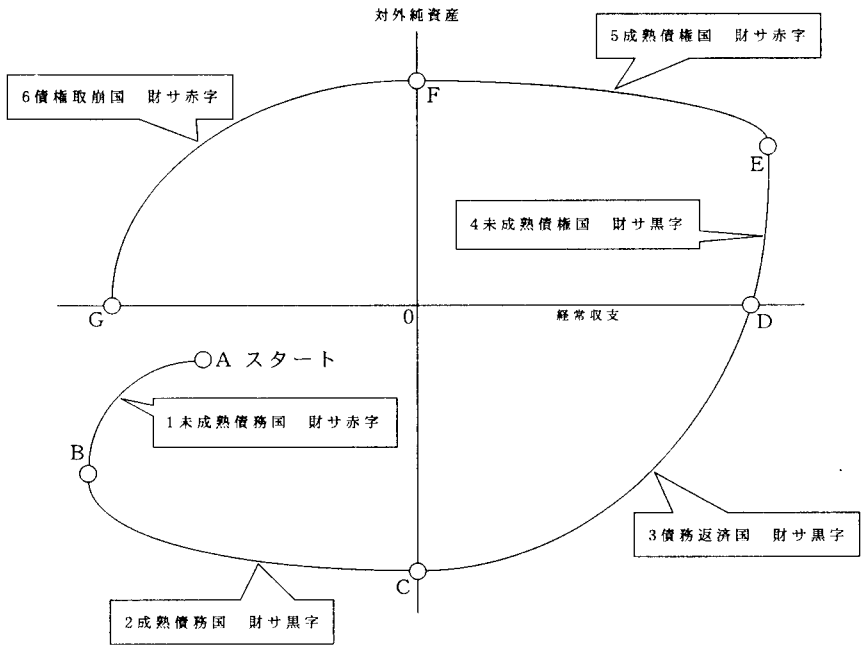 対外純資産
5成熟債権国　財サ赤字
6債権取崩国　財サ赤字
F
E
4未成熟債権国　財サ黒字
G
0
経常収支
D
A スタート
1未成熟債務国　財サ赤字
B
3債務返済国　財サ黒字
C
2成熟債務国　財サ黒字